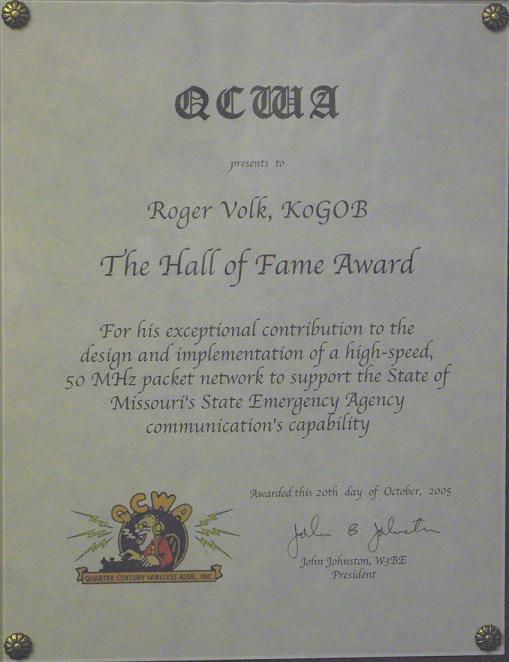 QCWA
presents to
Roger Volk, KoGOB
The Hall of Fame Award
For his exceptional contribution to the
design and implementation of a high-speed,
50 MHz packet network to support the State of
Missouri's State Emergency Agency
communication's capability
Awarded this 20th day of October, 2005
John B. Johnston
John Johnston, W3BE
President
QCWA
QUARTER CENTURY WIRELESS ASSN., INC.